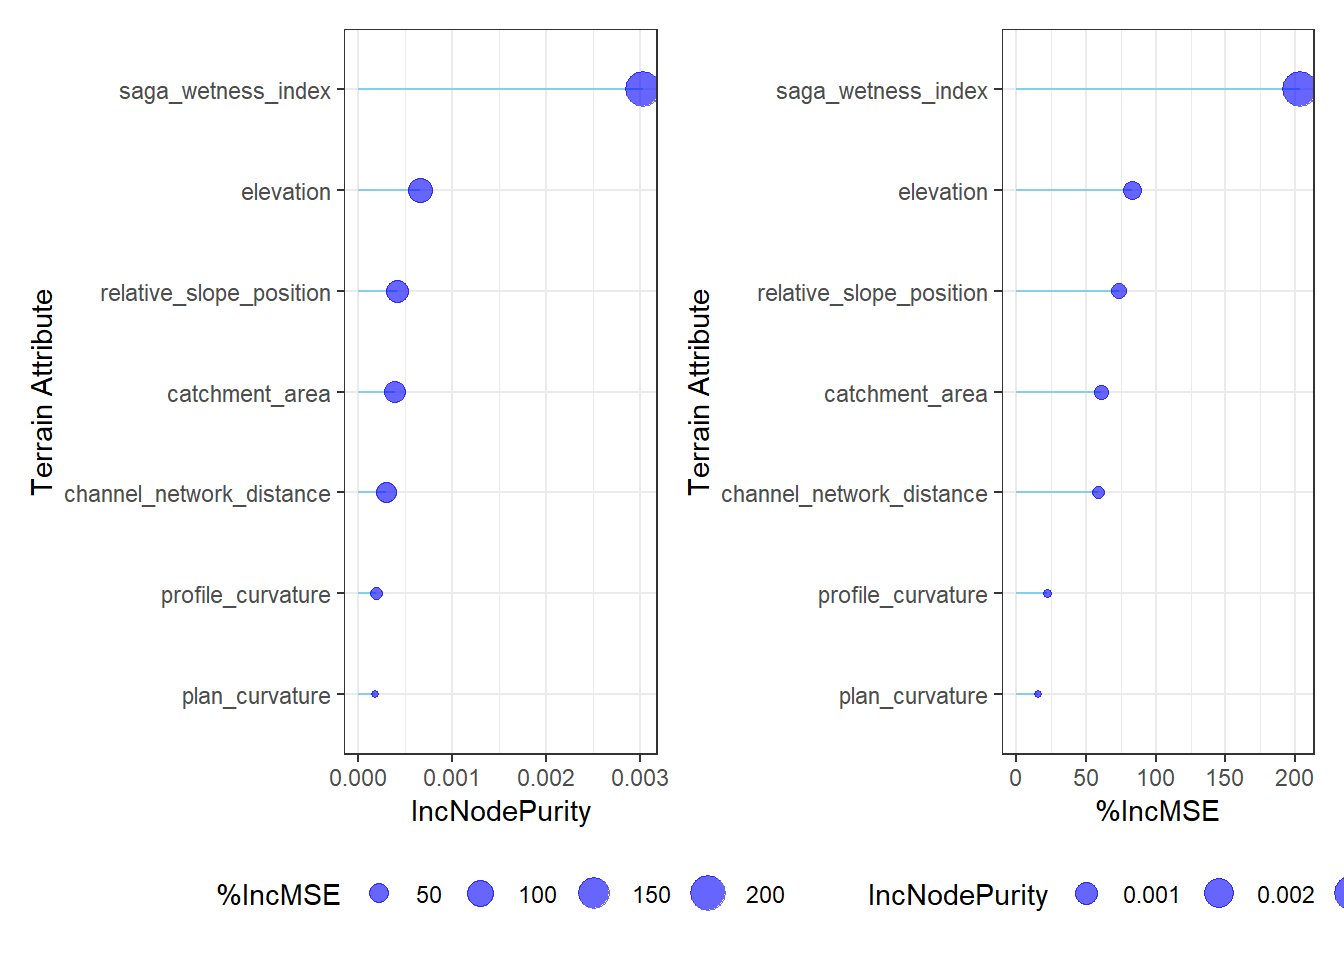 Terrain Attribute
saga_wetness_index
elevation
relative_slope_position
catchment_area
channel_network_distance
profile_curvature
plan_curvature
0.000 0.001 0.002 0.003
IncNodePurity
Terrain Attribute
saga_wetness_index
elevation
relative_slope_position
catchment_area
channel_network_distance
profile_curvature
plan_curvature
0 50 100 150 200
%IncMSE
%IncMSE 50 100 150 200
IncNodePurity 0.001 0.002